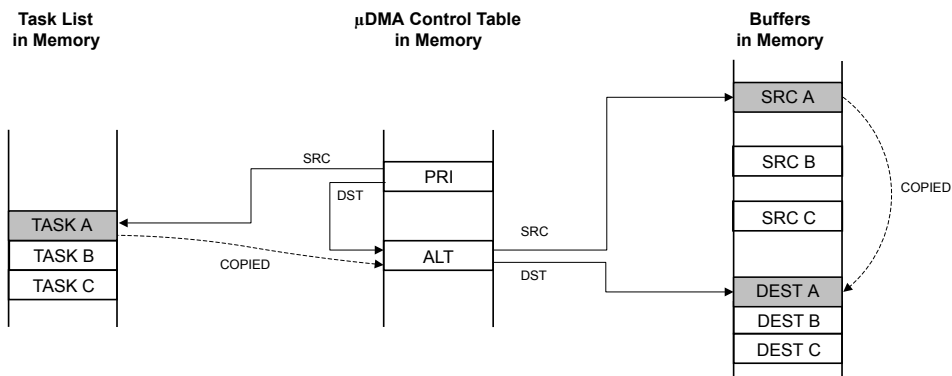 Task List
in Memory
µDMA Control Table
in Memory
Buffers
in Memory
SRC A
SRC
PRI
SRC B
DST
COPIED
TASK A
SRC C
SRC
TASK B
COPIED
ALT
DST
TASK C
DEST A
DEST B
DEST C